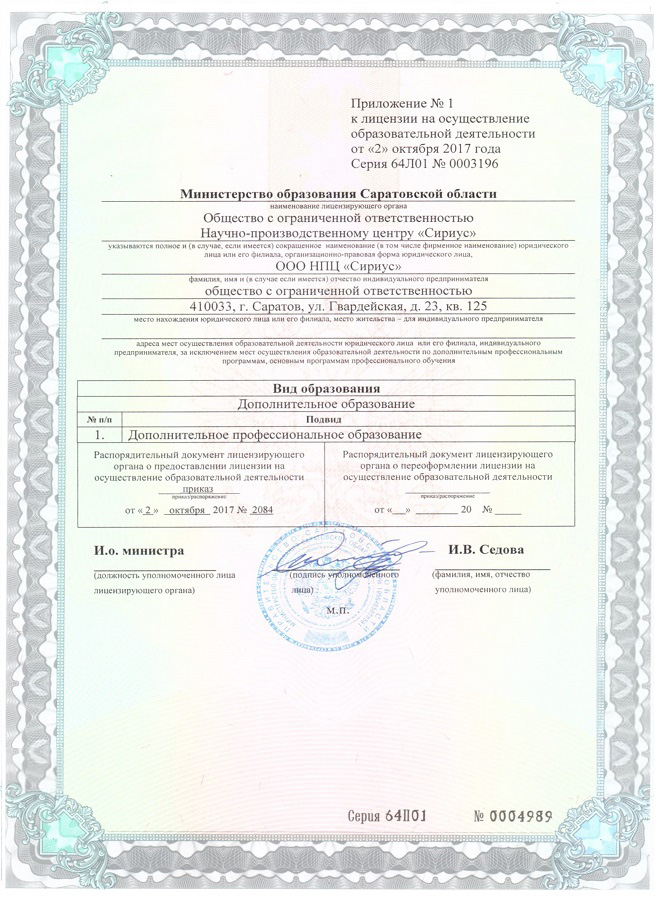 Приложение № 1
к лицензии на осуществление
образовательной деятельности
от «2» октября 2017 года
Серия 64Л01 № 0003196
Министерство образования Саратовской области
наименование лицензирующего органа
Общество с ограниченной ответственностью
Научно-производственному центру «Сириус»
указываются полное и (в случае, если имеется) сокращенное наименование (в том числе фирменное наименование) юридического
лица или его филиала, организационно-правовая форма юридического лица,
ООО НПЦ «Сириус»
фамилия, имя и (в случае если имеется) отчество индивидуального предпринимателя
общество с ограниченной ответственностью
410033, г. Саратов, ул. Гвардейская, д. 23, кв. 125
место нахождения юридического лица или его филиала, место жительства – для индивидуального предпринимателя
адреса мест осуществления образовательной деятельности юридического лица или его филиала, индивидуального
предпринимателя, за исключением мест осуществления образовательной деятельности по дополнительным профессиональным
программам, основным программам профессионального обучения
Вид образования
Дополнительное образование
№ п/п Подвид
1. Дополнительное профессиональное образование
Распорядительный документ лицензирующего
органа о предоставлении лицензии на
осуществление образовательной деятельности
приказ
приказ/распоряжение
от « 2 » октября 2017 № 2084
Распорядительный документ лицензирующего
органа о переоформлении лицензии на
осуществление образовательной деятельности
приказ/распоряжение
от «__» ________ 20 № _____
И.о. министра
(должность уполномоченного лица
лицензирующего органа)
(подпись уполномоченного
лица)
М.П.
И.В. Седова
(фамилия, имя, отчество
уполномоченного лица)
Серия 64П01 № 0004989